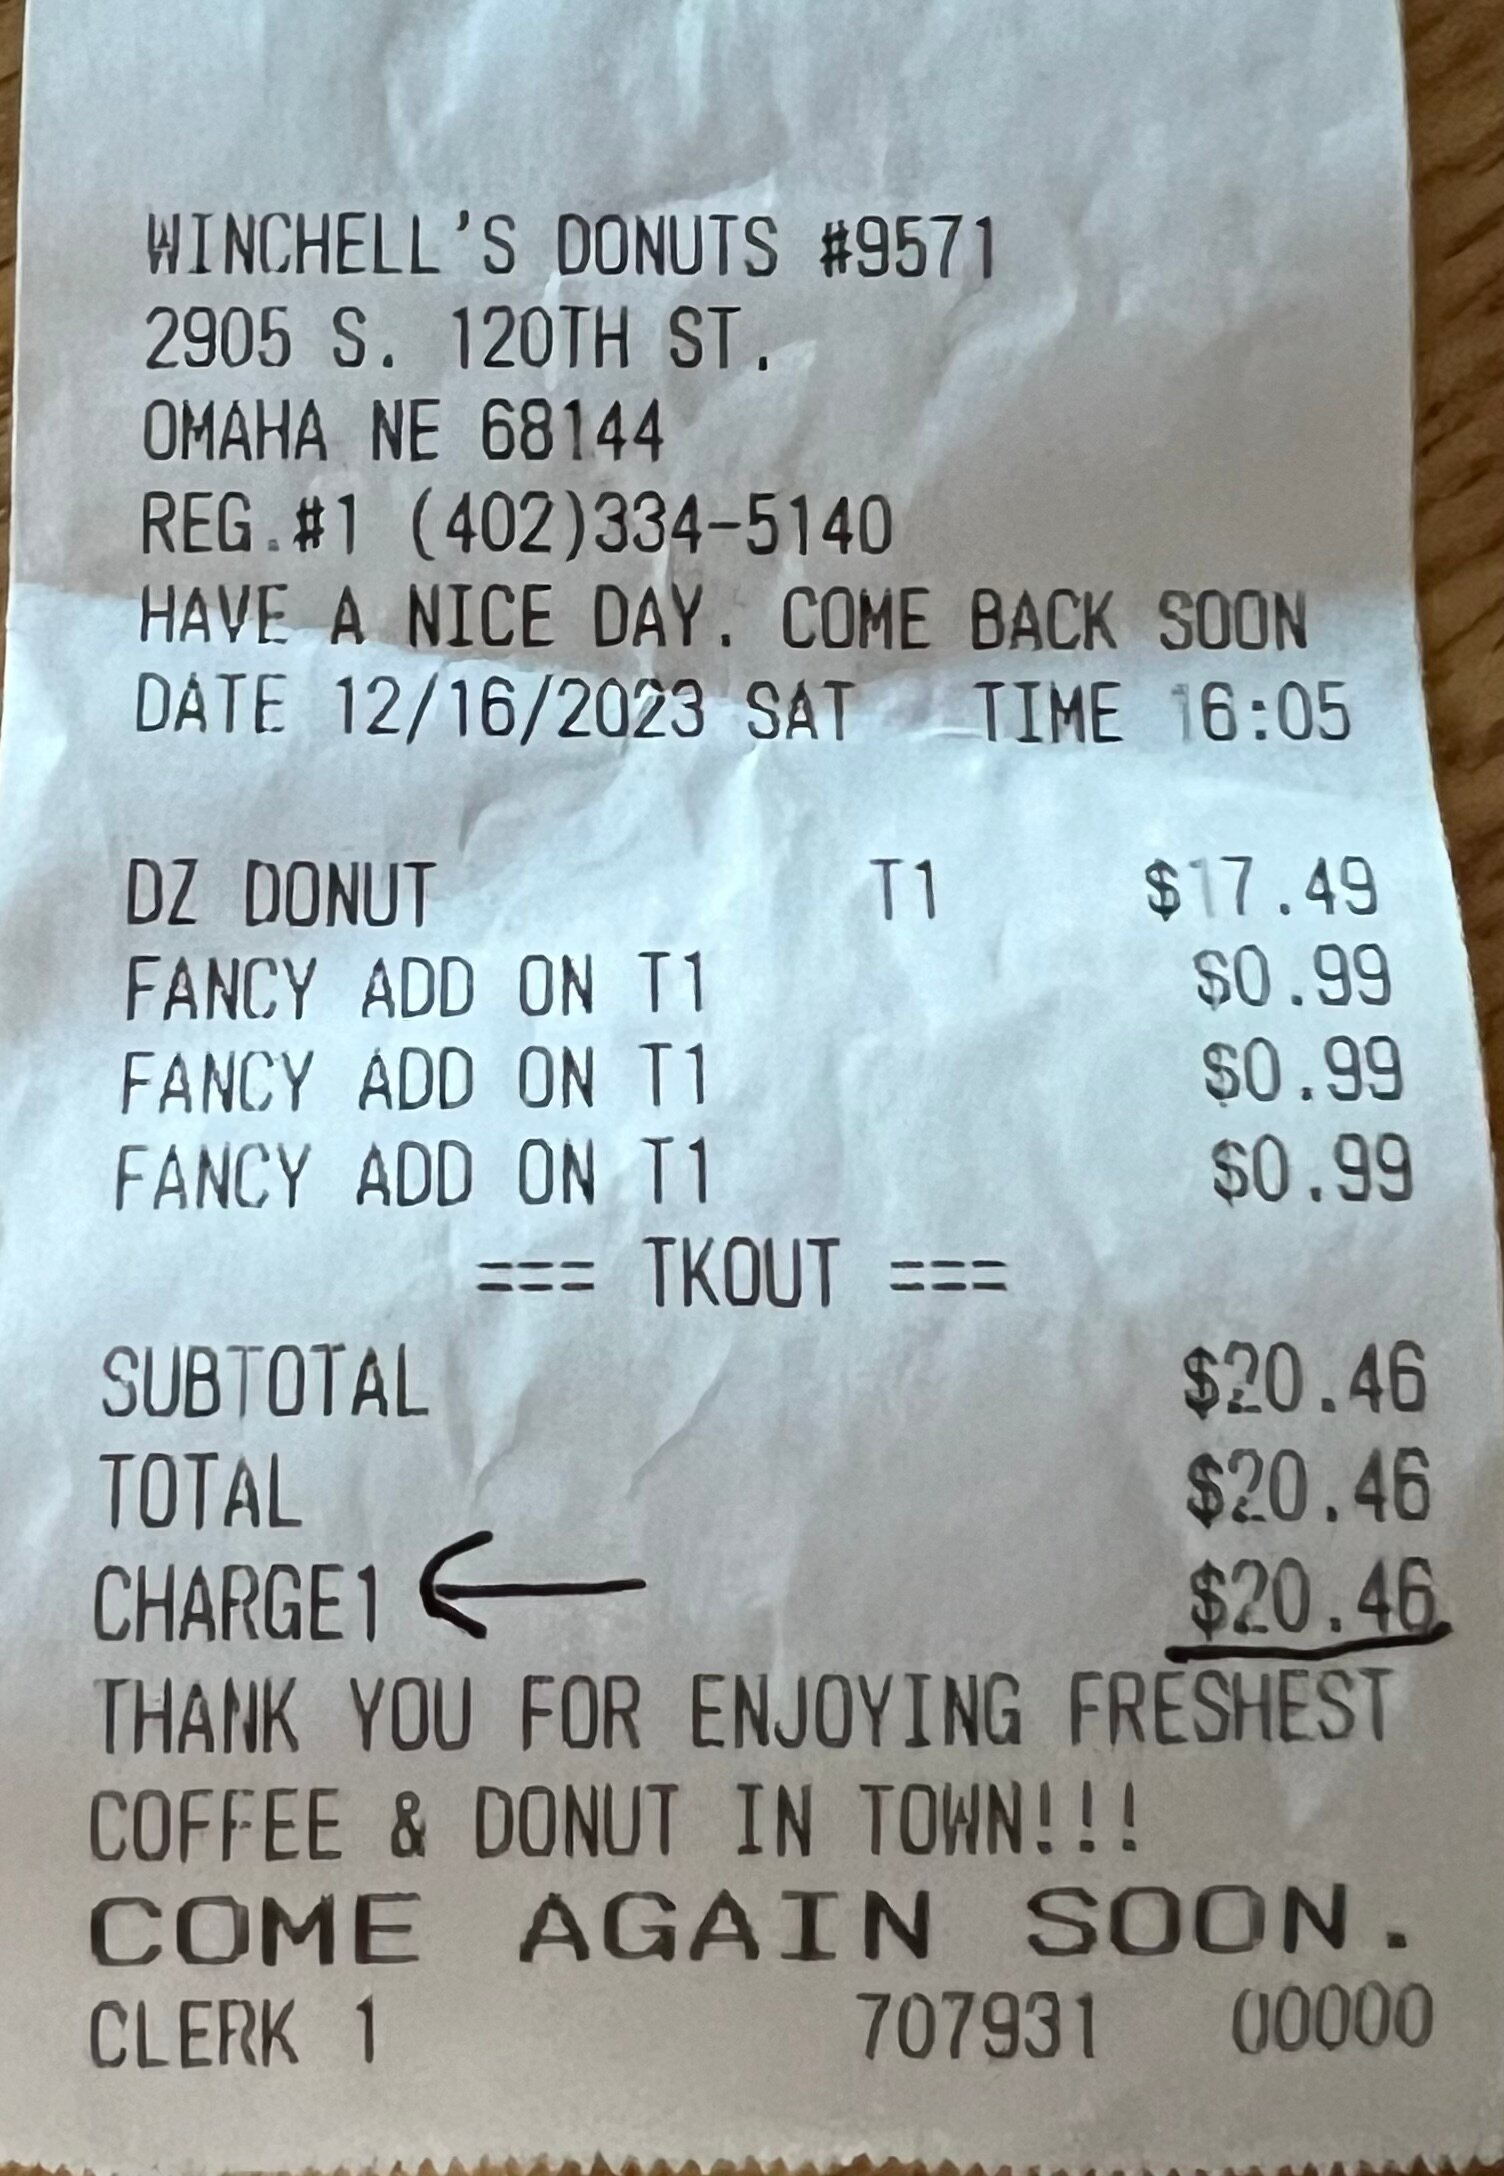 WINCHELL'S DONUTS #9571
2905 S. 120TH ST.
OMAHA NE 68144
REG.#1 (402)334-5140
HAVE A NICE DAY. COME BACK SOON
DATE 12/16/2023 SAT TIME 16:05
DZ DONUT T1 $17.49
FANCY ADD ON T1 $0.99
FANCY ADD ON T1 $0.99
FANCY ADD ON T1 $0.99
=== TKOUT ===
SUBTOTAL $20.46
TOTAL $20.46
CHARGE1 $20.46
THANK YOU FOR ENJOYING FRESHEST
COFFEE & DONUT IN TOWN!!!
COME AGAIN SOON.
CLERK 1 707931 00000